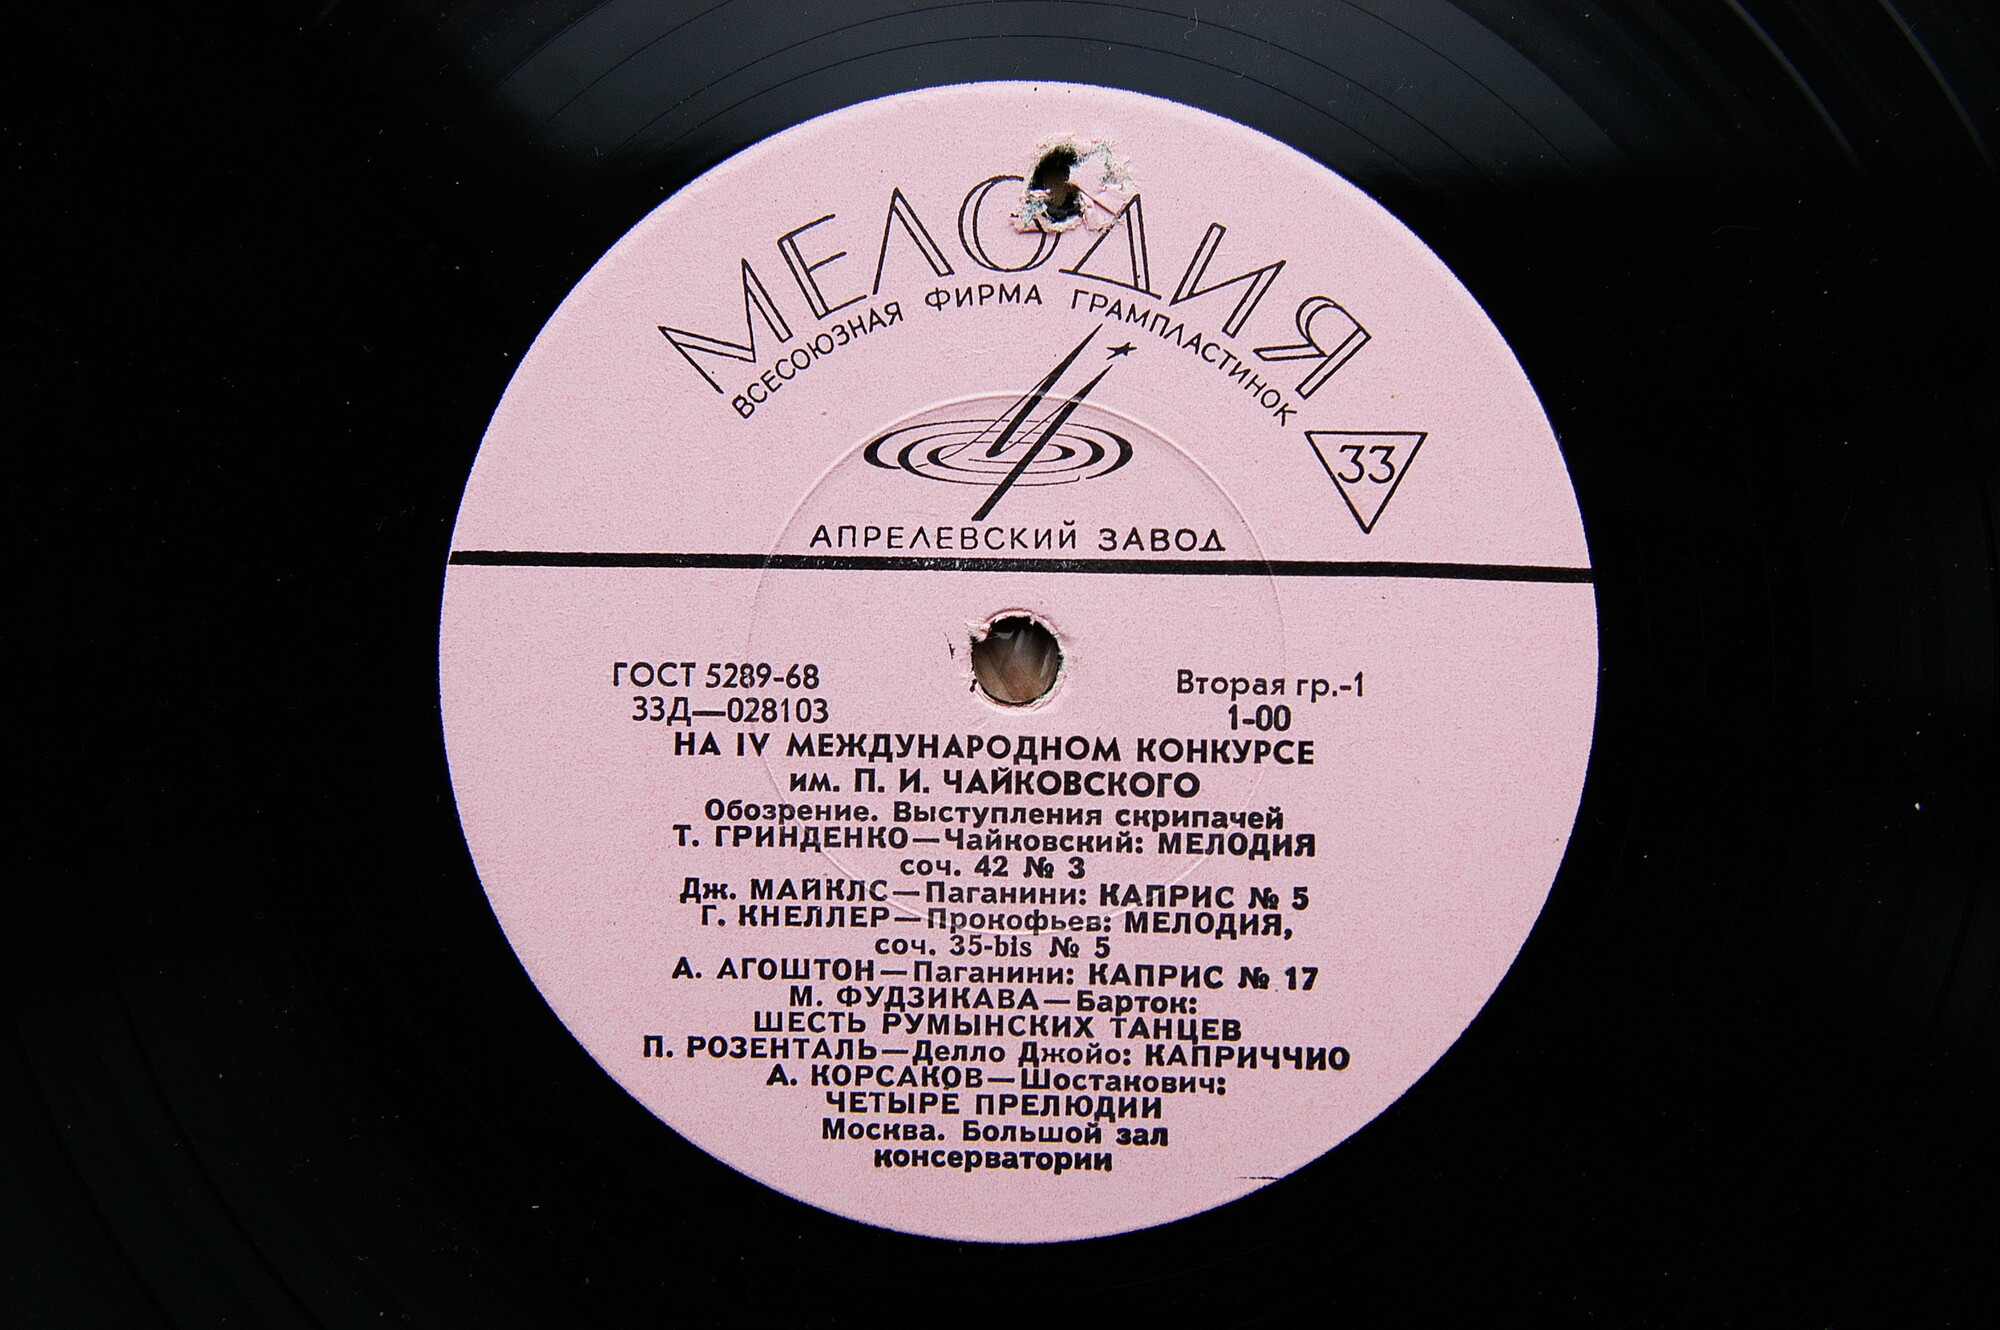 МЕЛОДИЯ
ВСЕСОЮЗНАЯ ФИРМА ГРАМПЛАСТИНОК
33
АПРЕЛЕВСКИЙ ЗАВОД
ГОСТ 5289-68
Вторая гр.-1
33Д—028103
1-00
НА IV МЕЖДУНАРОДНОМ КОНКУРСЕ
им. П. И. ЧАЙКОВСКОГО
Обозрение. Выступления скрипачей
Т. ГРИНДЕНКО—Чайковский: МЕЛОДИЯ
соч. 42 № 3
Дж. МАЙКЛС—Паганини: КАПРИС № 5
Г. КНЕЛЛЕР—Прокофьев: МЕЛОДИЯ,
соч. 35-bis № 5
А. АГОШТОН—Паганини: КАПРИС № 17
М. ФУДЗИКАВА—Барток:
ШЕСТЬ РУМЫНСКИХ ТАНЦЕВ
П. РОЗЕНТАЛЬ—Делло Джойо: КАПРИЧЧИО
А. КОРСАКОВ—Шостакович:
ЧЕТЫРЕ ПРЕЛЮДИИ
Москва. Большой зал
консерватории